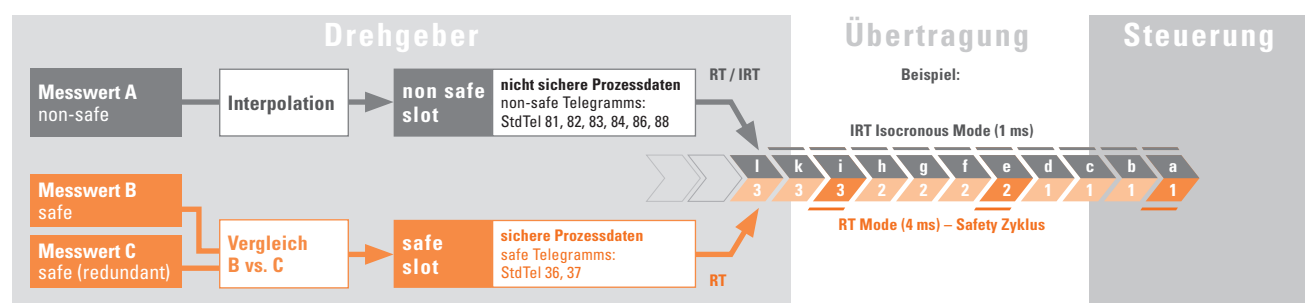 Drehgeber
Übertragung
Steuerung
Messwert A
non-safe
Interpolation
non safe
slot
nicht sichere Prozessdaten
non-safe Telegramms:
StdTel 81, 82, 83, 84, 86, 88
RT / IRT
Beispiel:
IRT Isocronous Mode (1 ms)
l k i h g f e d c b a
3 3 3 2 2 2 2 1 1 1 1
RT Mode (4 ms) – Safety Zyklus
Messwert B
safe
Messwert C
safe (redundant)
Vergleich
B vs. C
safe
slot
sichere Prozessdaten
safe Telegramms:
StdTel 36, 37
RT